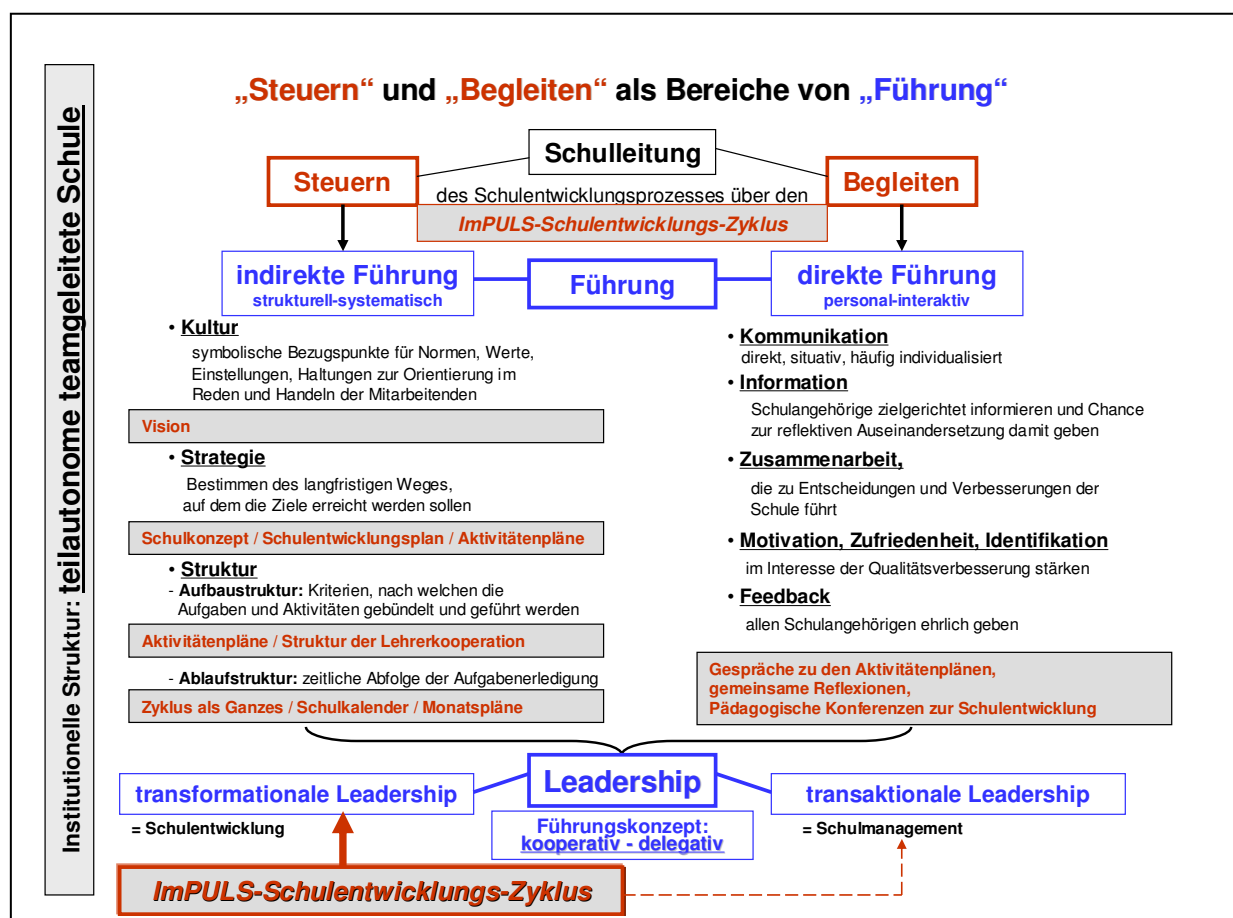 Institutionelle Struktur: teilautonome teamgeleitete Schule
„Steuern“ und „Begleiten“ als Bereiche von „Führung“
Schulleitung
Steuern
Begleiten
des Schulentwicklungsprozesses über den
ImPULS-Schulentwicklungs-Zyklus
indirekte Führung
strukturell-systematisch
Führung
direkte Führung
personal-interaktiv
• Kultur
symbolische Bezugspunkte für Normen, Werte,
Einstellungen, Haltungen zur Orientierung im
Reden und Handeln der Mitarbeitenden
Vision
• Strategie
Bestimmen des langfristigen Weges,
auf dem die Ziele erreicht werden sollen
Schulkonzept / Schulentwicklungsplan / Aktivitätenpläne
• Struktur
- Aufbaustruktur: Kriterien, nach welchen die
Aufgaben und Aktivitäten gebündelt und geführt werden
Aktivitätenpläne / Struktur der Lehrerkooperation
- Ablaufstruktur: zeitliche Abfolge der Aufgabenerledigung
Zyklus als Ganzes / Schulkalender / Monatspläne
• Kommunikation
direkt, situativ, häufig individualisiert
• Information
Schulangehörige zielgerichtet informieren und Chance
zur reflektiven Auseinandersetzung damit geben
• Zusammenarbeit,
die zu Entscheidungen und Verbesserungen der
Schule führt
• Motivation, Zufriedenheit, Identifikation
im Interesse der Qualitätsverbesserung stärken
• Feedback
allen Schulangehörigen ehrlich geben
Gespräche zu den Aktivitätenplänen,
gemeinsame Reflexionen,
Pädagogische Konferenzen zur Schulentwicklung
Leadership
transformationale Leadership
= Schulentwicklung
Führungskonzept:
kooperativ - delegativ
transaktionale Leadership
= Schulmanagement
ImPULS-Schulentwicklungs-Zyklus